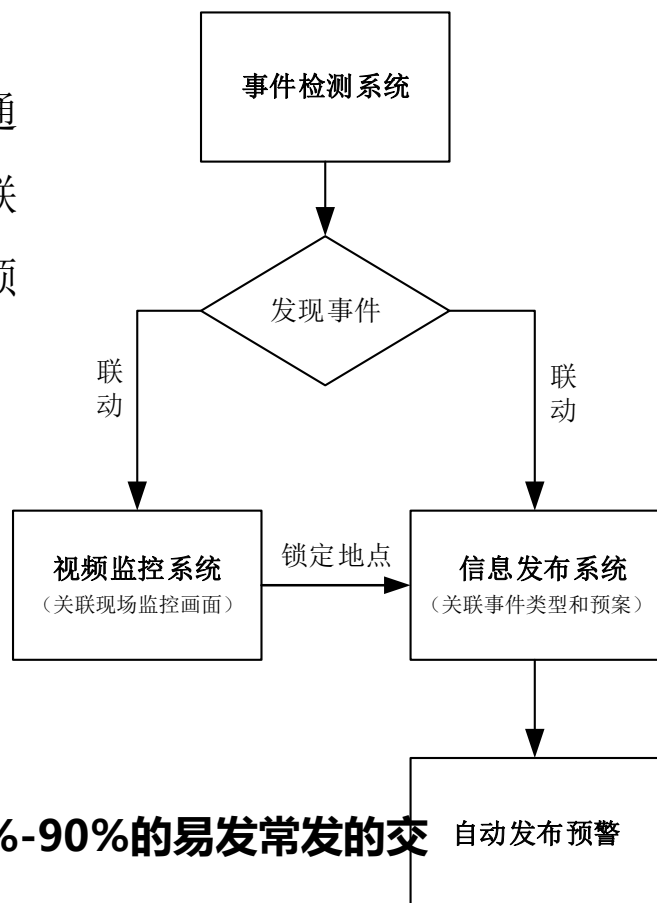 事件检测系统
通
联
预
发现事件
联动
联动
视频监控系统
（关联现场监控画面）
锁定地点
信息发布系统
（关联事件类型和预案）
%-90%的易发常发的交
自动发布预警